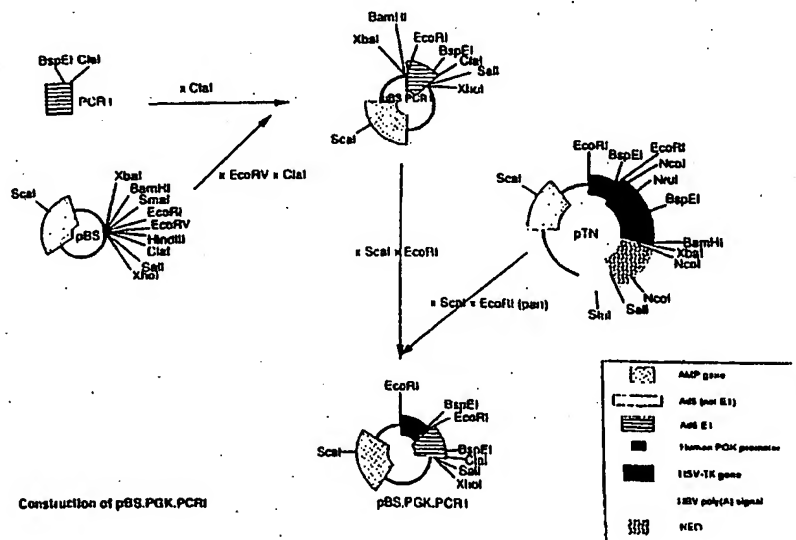 BspEI ClaI
PCR1
x ClaI
ScaI
XbaI
BamHI
SmaI
EcoRI
EcoRV
HindIII
ClaI
SalI
XhoI
pBS
x EcoRV x ClaI
BamHI
XbaI
EcoRI
BspEI
ClaI
SalI
XhoI
pBS PCR1
ScaI
x ScaI x EcoRI
EcoRI
BspEI
EcoRI
NcoI
NruI
BspEI
BamHI
XbaI
NcoI
NcoI
SalI
ScaI
pTN
x ScaI x EcoRI (part)
EcoRI
BspEI
EcoRI
BspEI
ClaI
SalI
XhoI
ScaI
pBS.PGK.PCR1
Construction of pBS.PGK.PCR1
AMP gene
Ad5 (not E1)
Ad5 E1
Human PGK promoter
HSV-TK gene
HBV poly(A) signal